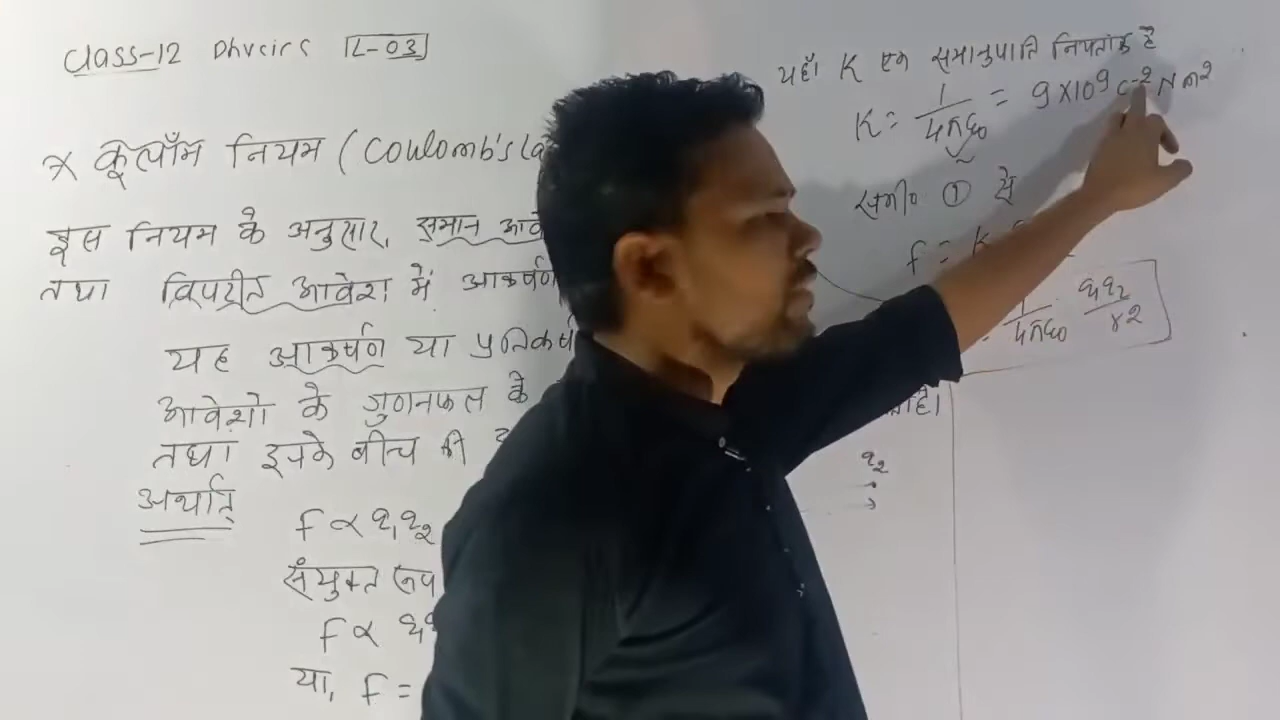 Class-12 Physics L-03
× कूलॉम नियम (Coulomb's La
इस नियम के अनुसार, समान आवे
तथा विपरीत आवेश में आकर्षण
यह आकर्षण या प्रतिकर्ष
आवेशो के गुणनफल के
तथा इनके बीच की
अर्थात्
F ∝ q₁q₂
संयुक्त रूप
F ∝ q
या, F =
यहाँ K एक समानुपाति नियतांक है
K = 1/4πε₀ = 9×10⁹ C⁻² N m²
समी० ① से
F = K
1/4πε₀ · q₁q₂/r²
q₂